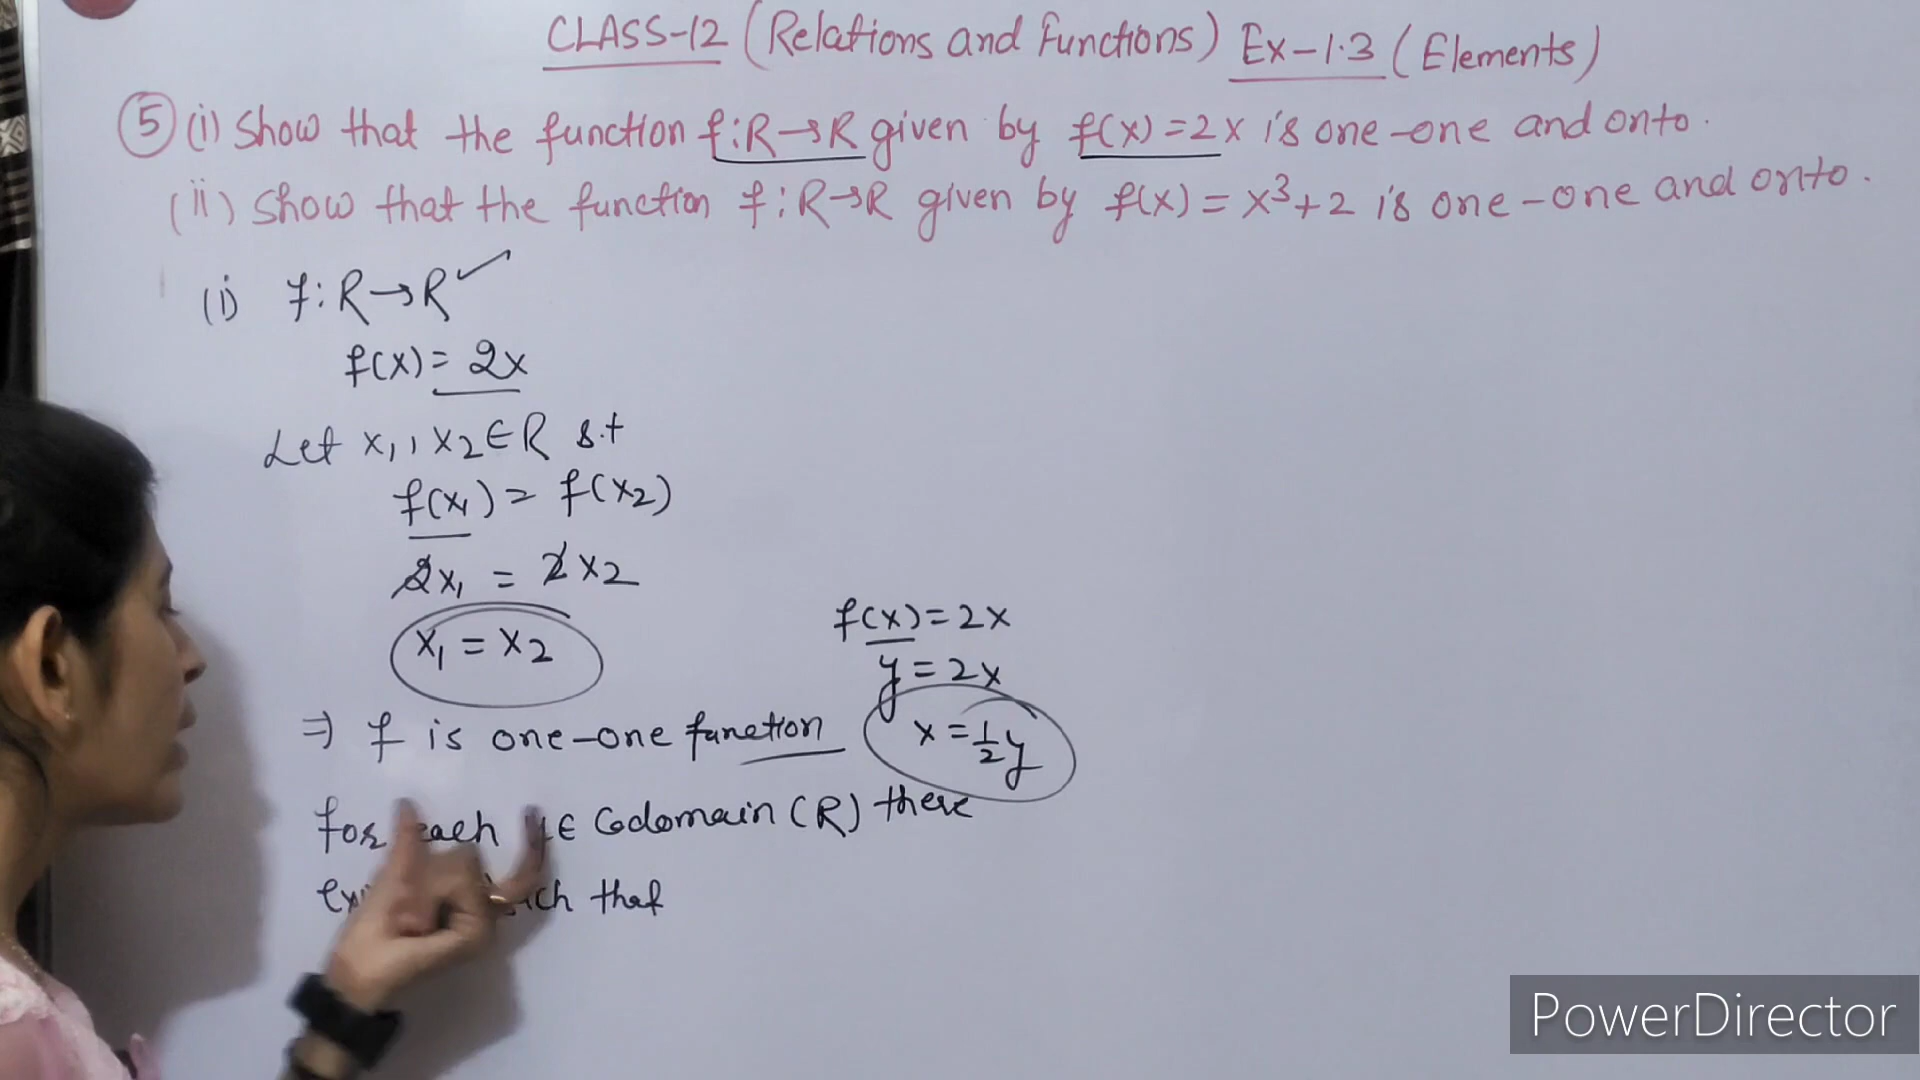 CLASS-12 (Relations and Functions) Ex-1.3 (Elements)
⑤ (i) Show that the function f:R→R given by f(x)=2x is one-one and onto.
(ii) Show that the function f:R→R given by f(x)=x³+2 is one-one and onto.
(i) f:R→R ✓
f(x)=2x
Let x₁, x₂∈R s.t
f(x₁)=f(x₂)
2x₁ = 2x₂
x₁ = x₂
⇒ f is one-one function
f(x)=2x
y=2x
x=½y
for each y∈ Codomain (R) there
that